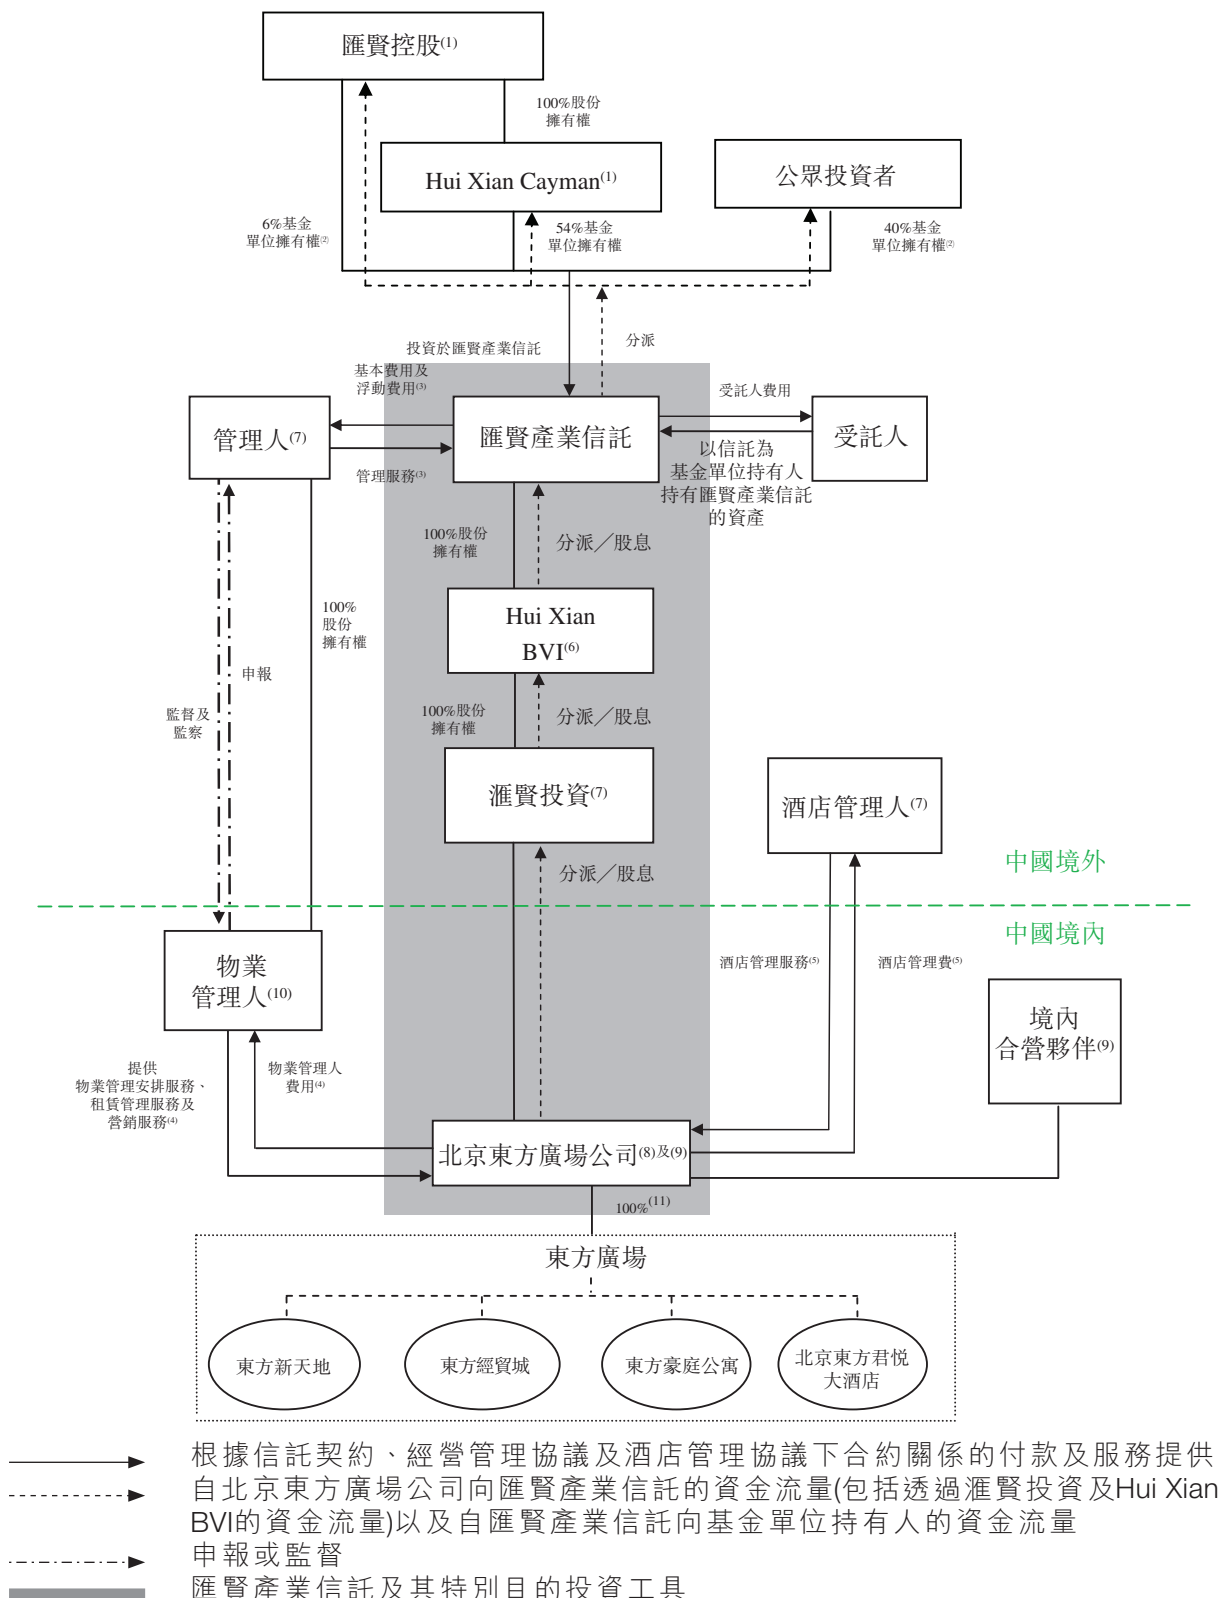 匯賢控股(1)
100%股份
擁有權
Hui Xian Cayman(1)
公眾投資者
6%基金
單位擁有權(2)
54%基金
單位擁有權
40%基金
單位擁有權(2)
分派
投資於匯賢產業信託
基本費用及
浮動費用(3)
管理人(7)
匯賢產業信託
受託人費用
受託人
管理服務(3)
以信託為
基金單位持有人
持有匯賢產業信託
的資產
100%股份
擁有權
分派／股息
Hui Xian
BVI(6)
100%
股份
擁有權
申報
監督及
監察
100%股份
擁有權
分派／股息
滙賢投資(7)
酒店管理人(7)
分派／股息
中國境外
中國境內
物業
管理人(10)
酒店管理服務(5)
酒店管理費(5)
境內
合營夥伴(9)
提供
物業管理安排服務、
租賃管理服務及
營銷服務(4)
物業管理人
費用(4)
北京東方廣場公司(8)及(9)
100%(11)
東方廣場
東方新天地
東方經貿城
東方豪庭公寓
北京東方君悅
大酒店
根據信託契約、經營管理協議及酒店管理協議下合約關係的付款及服務提供
自北京東方廣場公司向匯賢產業信託的資金流量(包括透過滙賢投資及Hui Xian
BVI的資金流量)以及自匯賢產業信託向基金單位持有人的資金流量
申報或監督
匯賢產業信託及其特別目的投資工具